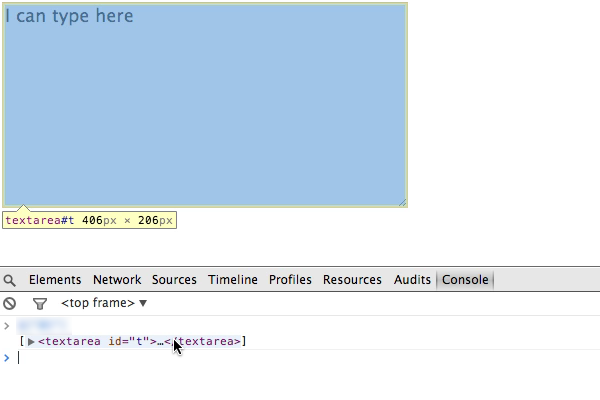 I can type here
textarea#t 406px × 206px
Elements Network Sources Timeline Profiles Resources Audits Console
<top frame> ▼
>
[▶<textarea id="t">…</textarea>]
>